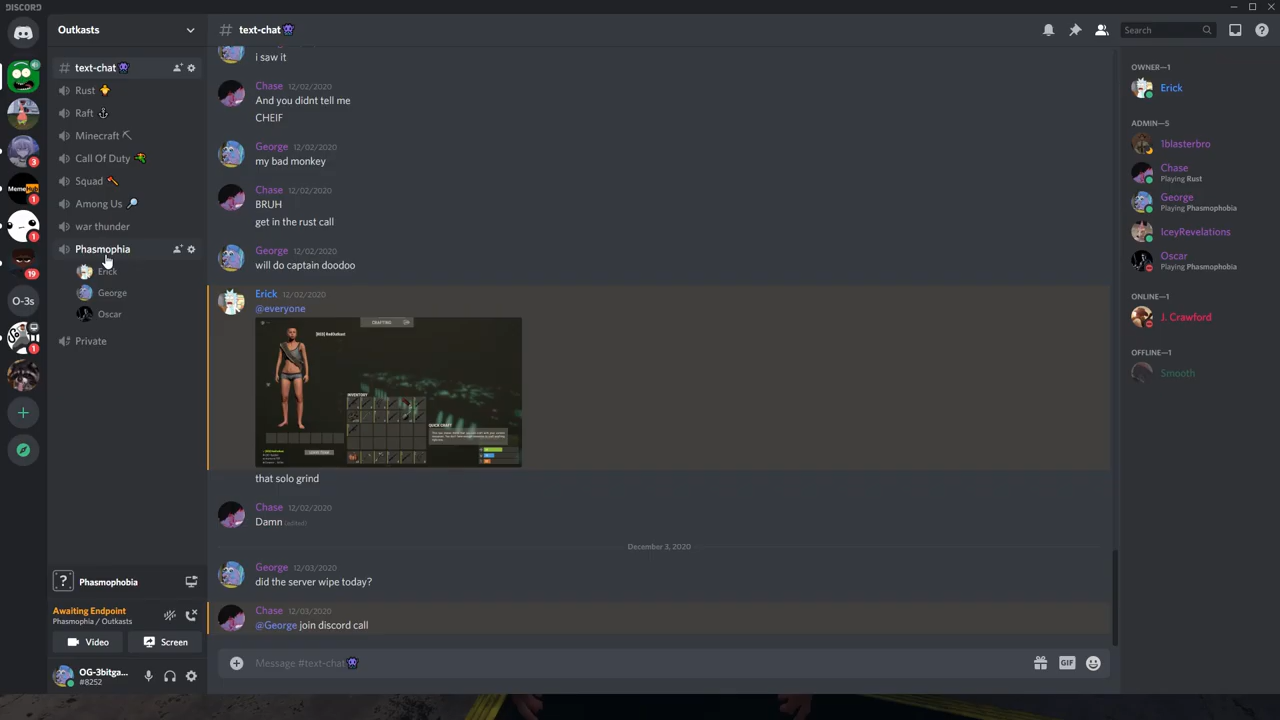 DISCORD
Outkasts
text-chat
Search
text-chat
Rust
Raft
Minecraft
Call Of Duty
Squad
Among Us
war thunder
Phasmophia
Erick
George
Oscar
Private
3
MemeHub
1
1
19
O-3s
1
i saw it
Chase 12/02/2020
And you didnt tell me
CHEIF
George 12/02/2020
my bad monkey
Chase 12/02/2020
BRUH
get in the rust call
George 12/02/2020
will do captain doodoo
Erick 12/02/2020
@everyone
CRAFTING
INVENTORY
QUICK CRAFT
that solo grind
Chase 12/02/2020
Damn (edited)
December 3, 2020
George 12/03/2020
did the server wipe today?
Chase 12/03/2020
@George join discord call
Message #text-chat
GIF
OWNER—1
Erick
ADMIN—5
1blasterbro
Chase
Playing Rust
George
Playing Phasmophobia
IceyRevelations
Oscar
Playing Phasmophobia
ONLINE—1
J. Crawford
OFFLINE—1
Smooth
? Phasmophobia
Awaiting Endpoint
Phasmophia / Outkasts
Video
Screen
OG-3bitga...
#8252